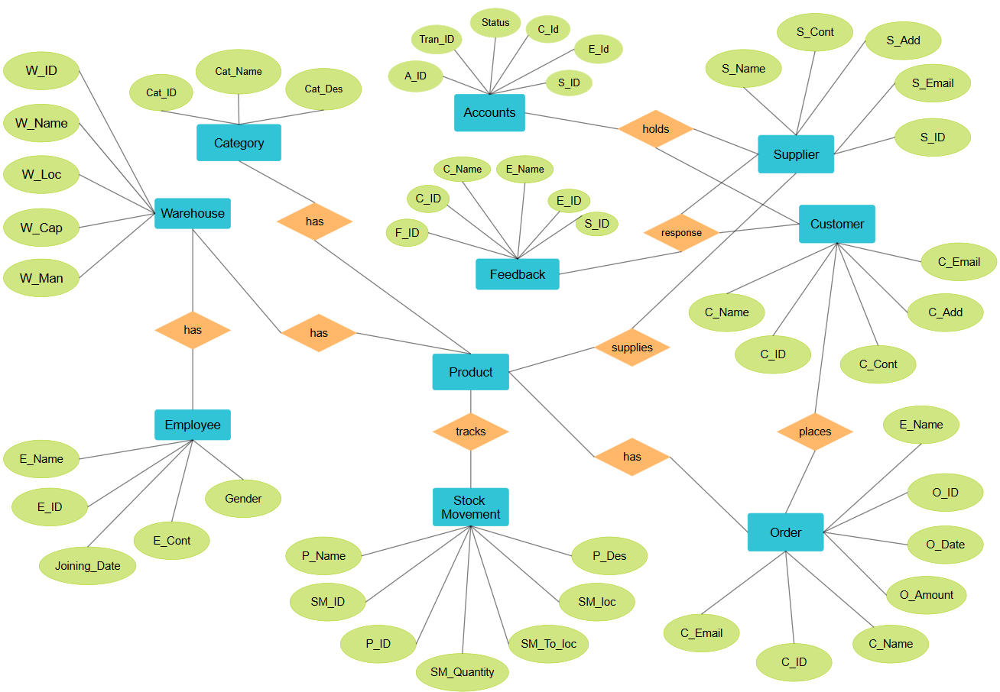 Status
C_Id
Tran_ID
E_Id
A_ID
S_ID
Accounts
S_Cont
S_Add
S_Name
S_Email
S_ID
Supplier
holds
W_ID
W_Name
W_Loc
W_Cap
W_Man
Warehouse
Cat_ID
Cat_Name
Cat_Des
Category
has
C_Name
E_Name
C_ID
E_ID
F_ID
S_ID
Feedback
response
Customer
C_Email
C_Name
C_Add
C_ID
C_Cont
has
has
supplies
Product
Employee
E_Name
E_ID
Joining_Date
E_Cont
Gender
tracks
has
places
Stock
Movement
P_Name
P_Des
SM_ID
SM_loc
P_ID
SM_To_loc
SM_Quantity
Order
E_Name
O_ID
O_Date
O_Amount
C_Email
C_ID
C_Name